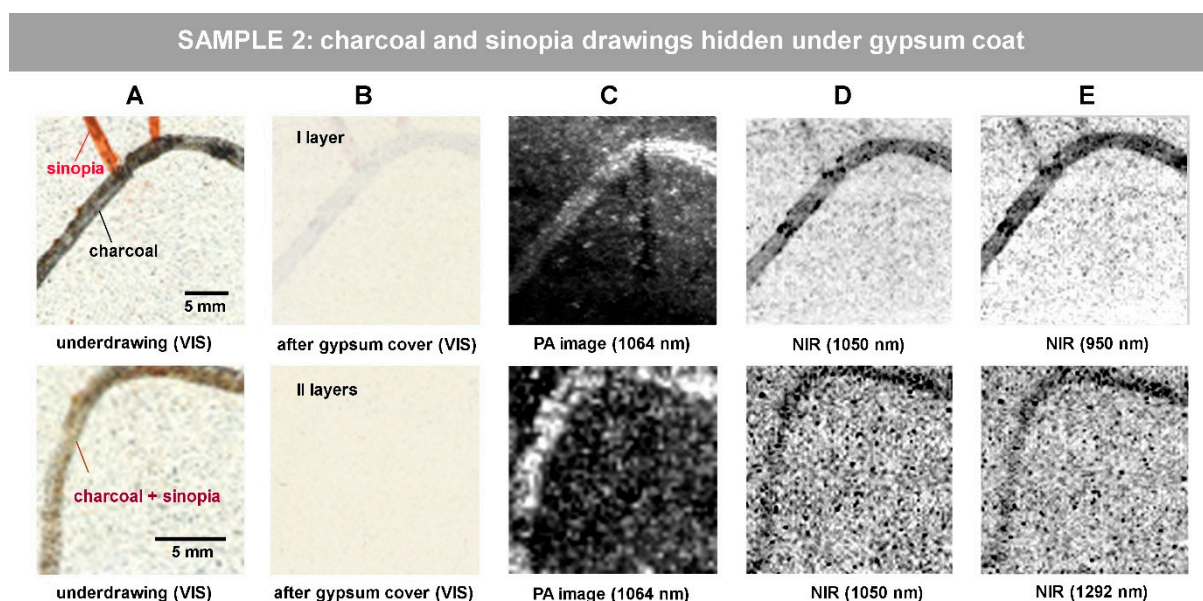 SAMPLE 2: charcoal and sinopia drawings hidden under gypsum coat
A B C D E
sinopia
charcoal
5 mm
I layer
underdrawing (VIS) after gypsum cover (VIS) PA image (1064 nm) NIR (1050 nm) NIR (950 nm)
II layers
charcoal + sinopia
5 mm
underdrawing (VIS) after gypsum cover (VIS) PA image (1064 nm) NIR (1050 nm) NIR (1292 nm)